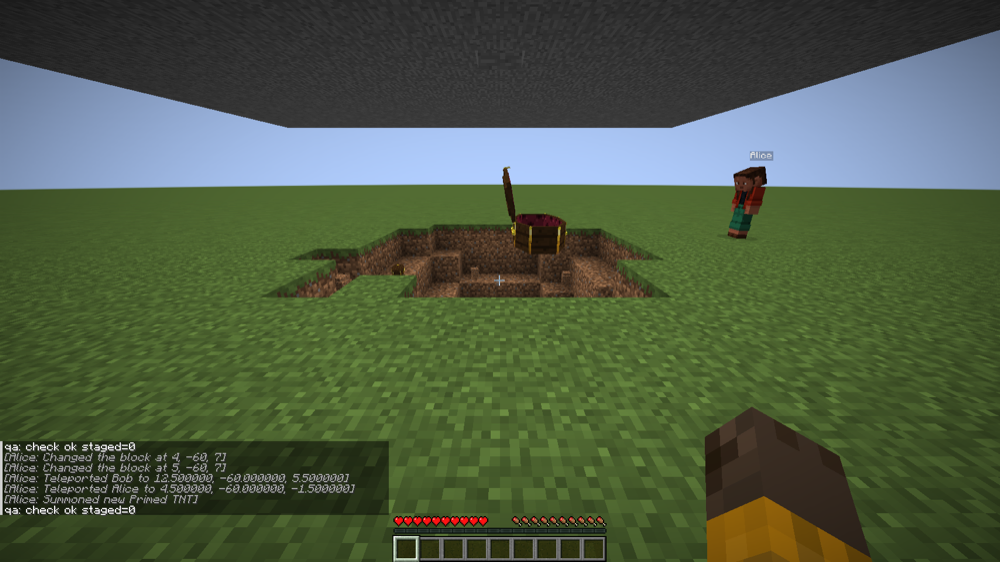 Alice
qa: check ok staged=0
[Alice: Changed the block at 4, -60, 7]
[Alice: Changed the block at 5, -60, 7]
[Alice: Teleported Bob to 12.500000, -60.000000, 5.500000]
[Alice: Teleported Alice to 4.500000, -60.000000, -1.500000]
[Alice: Summoned new Primed TNT]
qa: check ok staged=0